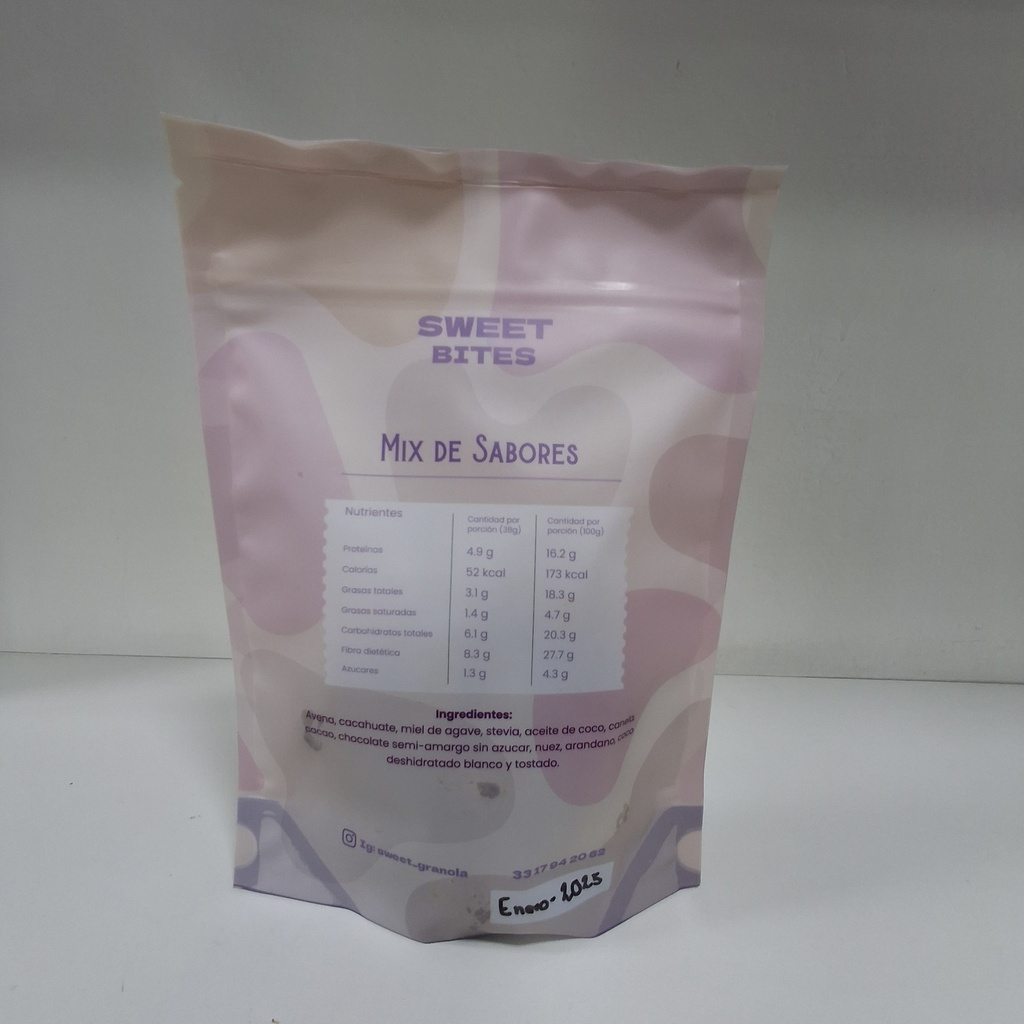 SWEET
BITES
MIX DE SABORES
Nutrientes
Cantidad por
porción (30g)
Cantidad por
porción (100g)
Proteínas 4.9 g 16.2 g
Calorías 52 kcal 173 kcal
Grasas totales 3.1 g 18.3 g
Grasas saturadas 1.4 g 4.7 g
Carbohidratos totales 6.1 g 20.3 g
Fibra dietética 8.3 g 27.7 g
Azucares 1.3 g 4.3 g
Ingredientes:
Avena, cacahuate, miel de agave, stevia, aceite de coco, canela,
cacao, chocolate semi-amargo sin azucar, nuez, arandano, coco
deshidratado blanco y tostado.
Ig: sweet_granola
33 17 94 20 62
Enero-2025